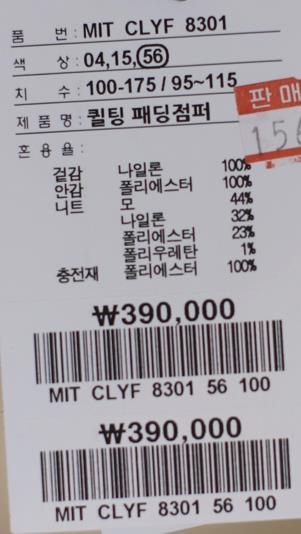 품 번 : MIT CLYF 8301
색 상 : 04,15,56
치 수 : 100-175 / 95~115
제 품 명 : 퀼팅 패딩점퍼
판매
156
혼 용 율 :
겉감 나일론 100%
안감 폴리에스터 100%
니트 모 44%
나일론 32%
폴리에스터 23%
폴리우레탄 1%
충전재 폴리에스터 100%
₩390,000
MIT CLYF 8301 56 100
₩390,000
MIT CLYF 8301 56 100